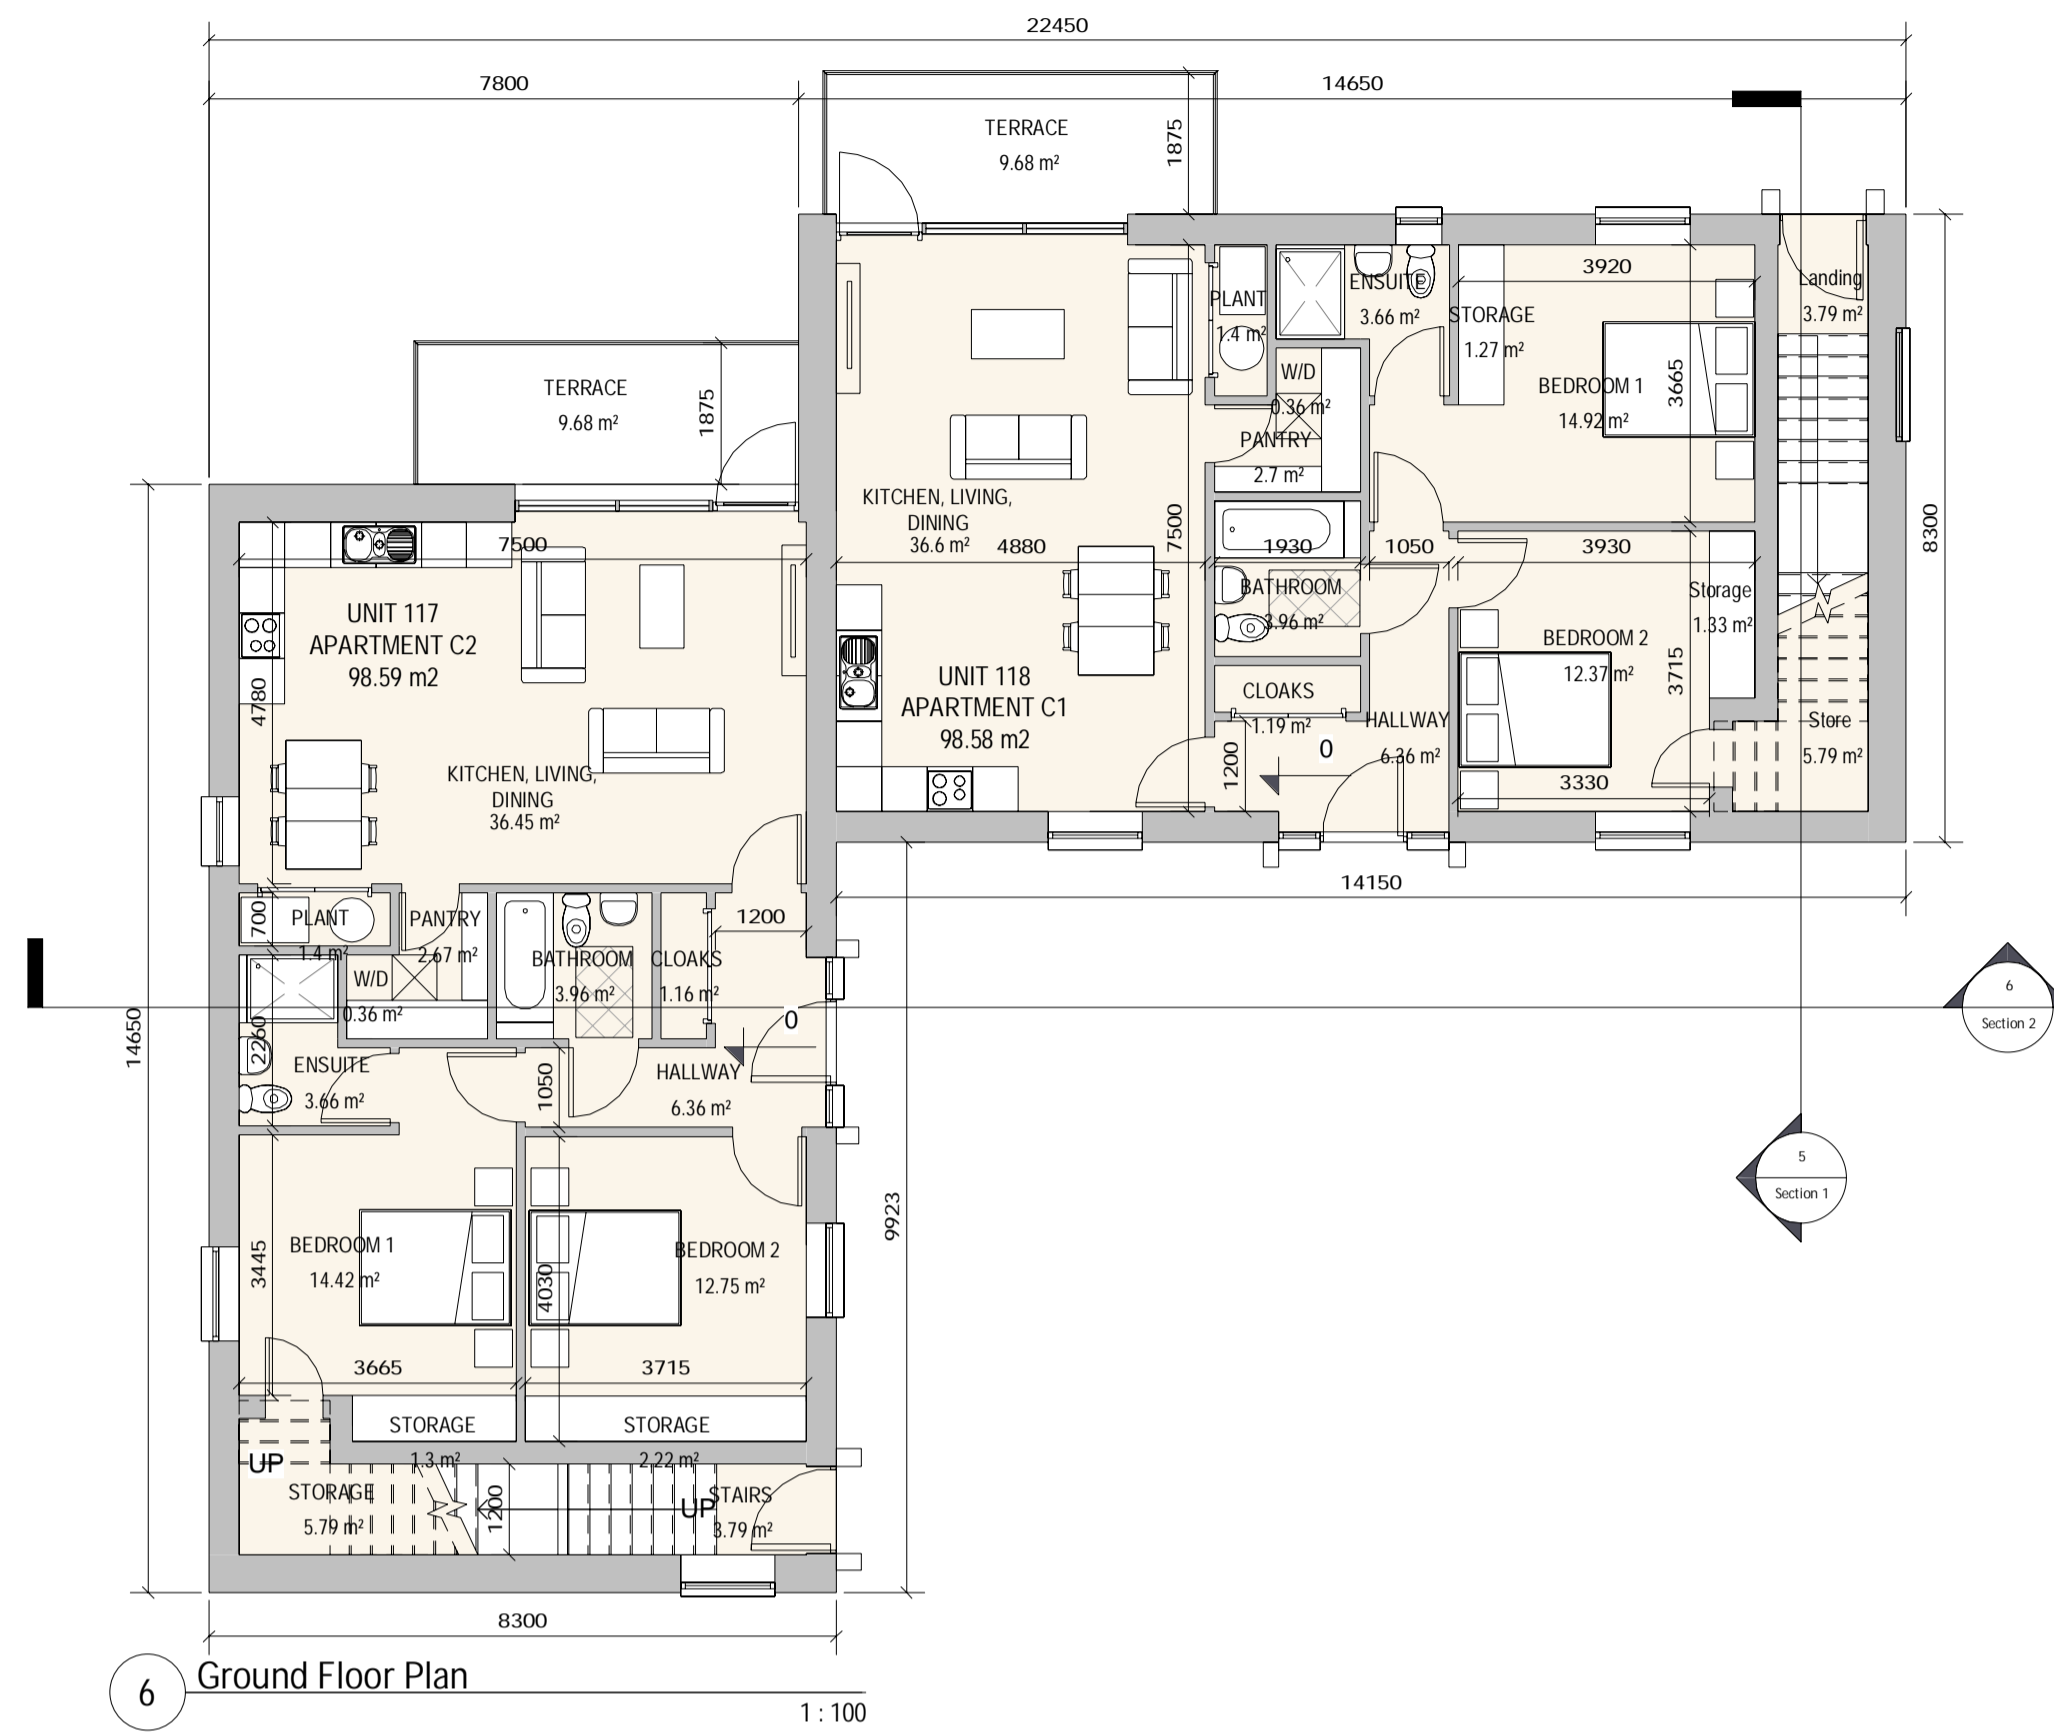 22450
7800
14650
TERRACE
9.68 m²
1875
TERRACE
9.68 m²
1875
PLANT
1.4 m²
ENSUITE
3.66 m²
STORAGE
1.27 m²
3920
BEDROOM 1
14.92 m²
3665
Landing
3.79 m²
W/D
0.36 m²
PANTRY
2.7 m²
KITCHEN, LIVING,
DINING
36.6 m²
4880
7500
1930
1050
3930
8300
BATHROOM
3.96 m²
Storage
1.33 m²
BEDROOM 2
12.37 m²
3715
UNIT 118
APARTMENT C1
98.58 m2
CLOAKS
1.19 m²
HALLWAY
6.36 m²
1200
0
3330
Store
5.79 m²
14150
7500
UNIT 117
APARTMENT C2
98.59 m2
4780
KITCHEN, LIVING,
DINING
36.45 m²
700
PLANT
1.4 m²
PANTRY
2.67 m²
W/D
0.36 m²
BATHROOM
3.96 m²
CLOAKS
1.16 m²
1200
0
14650
2260
ENSUITE
3.66 m²
1050
HALLWAY
6.36 m²
9923
3445
BEDROOM 1
14.42 m²
4030
BEDROOM 2
12.75 m²
3665
3715
STORAGE
1.3 m²
STORAGE
2.22 m²
UP
STORAGE
5.79 m²
1200
UP
STAIRS
3.79 m²
8300
6
Section 2
5
Section 1
6
Ground Floor Plan
1 : 100